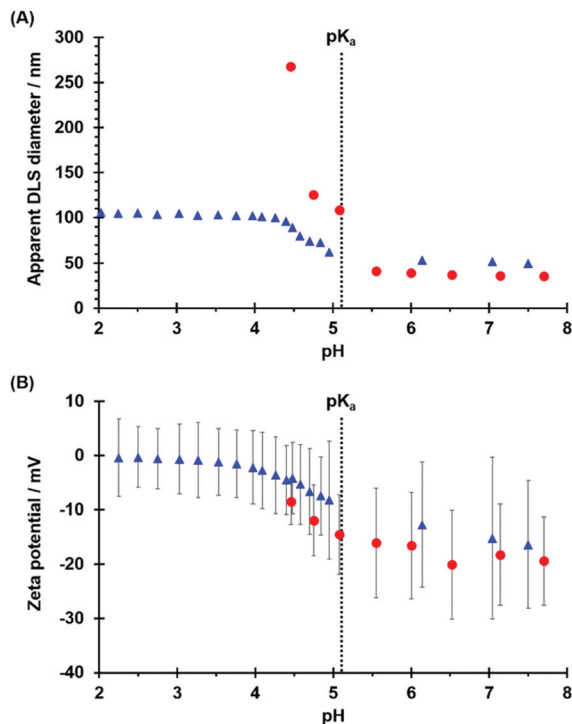 (A)
pKₐ
300
250
200
150
100
50
0
Apparent DLS diameter / nm
2 3 4 5 6 7 8
pH
(B)
pKₐ
10
0
-10
-20
-30
-40
Zeta potential / mV
2 3 4 5 6 7 8
pH